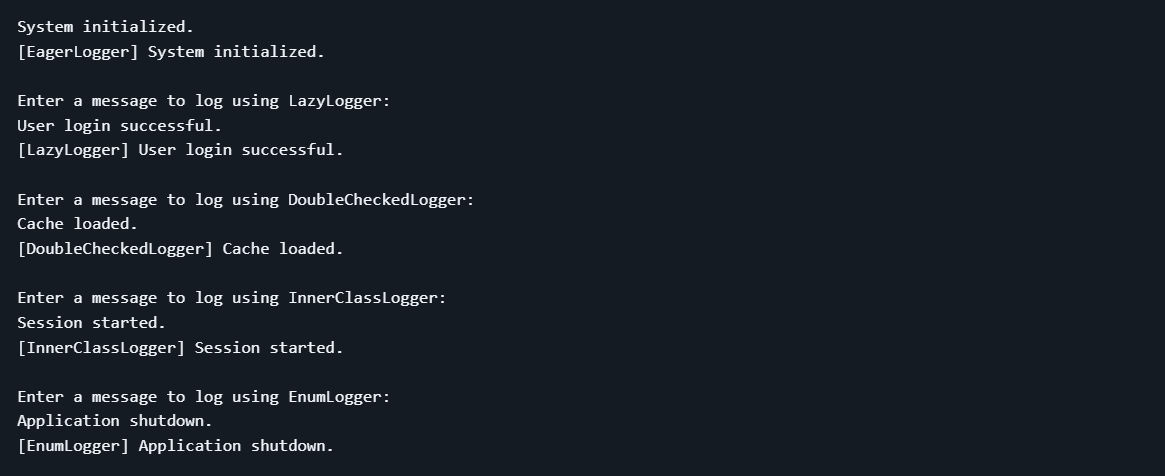 System initialized.
[EagerLogger] System initialized.
Enter a message to log using LazyLogger:
User login successful.
[LazyLogger] User login successful.
Enter a message to log using DoubleCheckedLogger:
Cache loaded.
[DoubleCheckedLogger] Cache loaded.
Enter a message to log using InnerClassLogger:
Session started.
[InnerClassLogger] Session started.
Enter a message to log using EnumLogger:
Application shutdown.
[EnumLogger] Application shutdown.